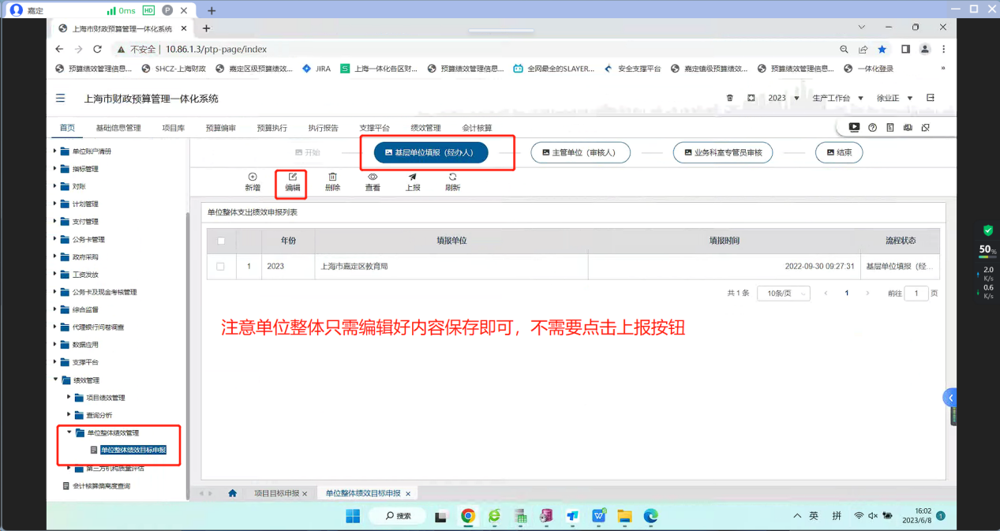 嘉定 0ms HD P
上海市财政预算管理一体化系统
不安全 | 10.86.1.3/ptp-page/index
预算绩效管理信息... SHCZ-上海财政 嘉定区级预算绩效... JIRA 上海一体化各区财... 预算绩效管理信息... 全网最全的SLAYER... 安全支撑平台 嘉定镇级预算绩效... 预算绩效管理信息... 一体化登录 »
上海市财政预算管理一体化系统 2023 生产工作台 徐业正
首页 基础信息管理 项目库 预算编审 预算执行 执行报告 支撑平台 绩效管理 会计核算
开始 基层单位填报（经办人） 主管单位（审核人） 业务科室专管员审核 结束
新增 编辑 删除 查看 上报 刷新
单位账户清册
指标管理
对账
计划管理
支付管理
公务卡管理
政府采购
工资发放
公务卡及现金考核管理
综合监督
代理银行问卷调查
数据应用
支撑平台
绩效管理
项目绩效管理
查询分析
单位整体绩效管理
单位整体绩效目标申报
第三方机构质量评估
会计核算偏离度查询
单位整体支出绩效申报列表
年份 填报单位 填报时间 流程状态
1 2023 上海市嘉定区教育局 2022-09-30 09:27:31 基层单位填报（经...
共 1 条 10条/页 1 前往 1 页
注意单位整体只需编辑好内容保存即可，不需要点击上报按钮
项目目标申报 单位整体绩效目标申报
50%
2.0
K/s
0.6
K/s
搜索 英 拼 16:02
2023/6/8 1